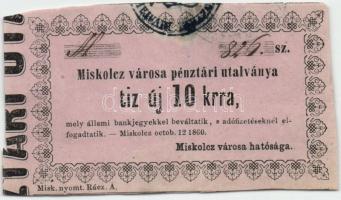 826 sz.
Miskolcz városa pénztári utalványa
tiz új 10 krra,
mely állami bankjegyekkel beváltatik, s adófizetéseknél el-
fogadtatik. — Miskolcz octob. 12 1860.
Miskolcz városa hatósága.
Misk. nyomt. Rácz. A.